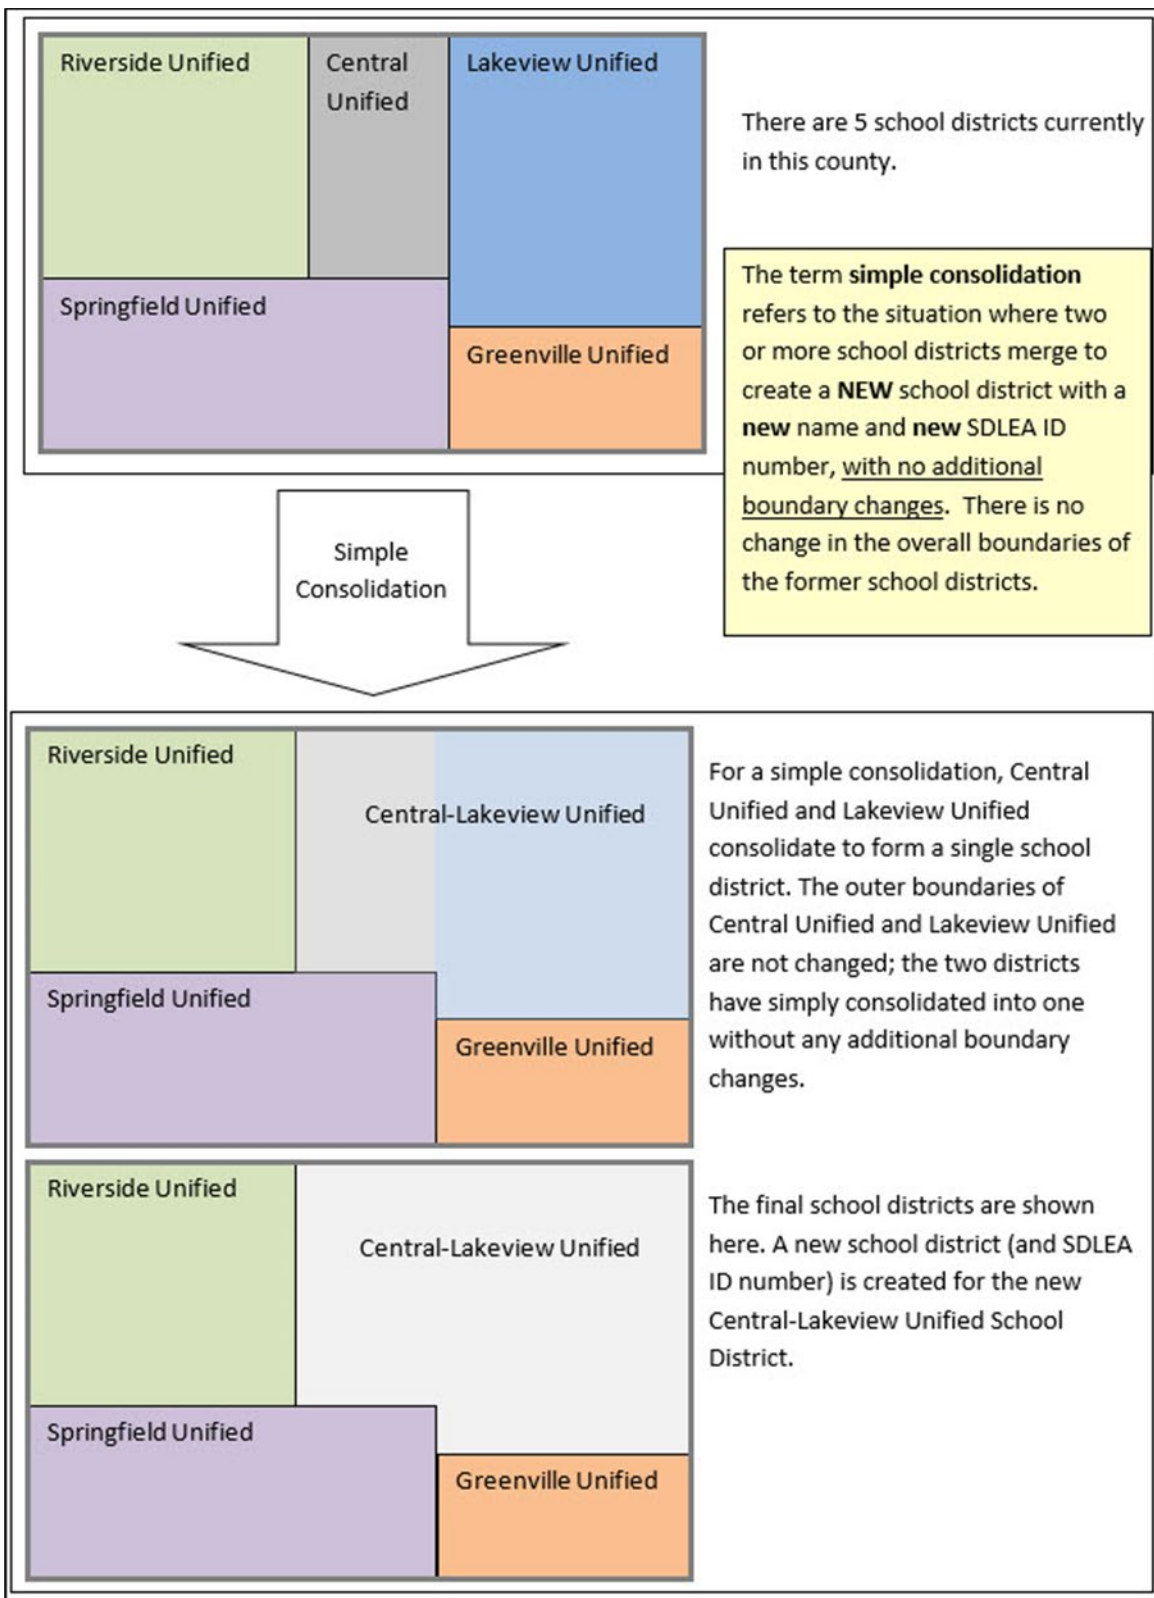 Riverside Unified
Central
Unified
Lakeview Unified
Springfield Unified
Greenville Unified
There are 5 school districts currently
in this county.
The term simple consolidation
refers to the situation where two
or more school districts merge to
create a NEW school district with a
new name and new SDLEA ID
number, with no additional
boundary changes.  There is no
change in the overall boundaries of
the former school districts.
Simple
Consolidation
Riverside Unified
Central-Lakeview Unified
Springfield Unified
Greenville Unified
For a simple consolidation, Central
Unified and Lakeview Unified
consolidate to form a single school
district. The outer boundaries of
Central Unified and Lakeview Unified
are not changed; the two districts
have simply consolidated into one
without any additional boundary
changes.
Riverside Unified
Central-Lakeview Unified
Springfield Unified
Greenville Unified
The final school districts are shown
here. A new school district (and SDLEA
ID number) is created for the new
Central-Lakeview Unified School
District.